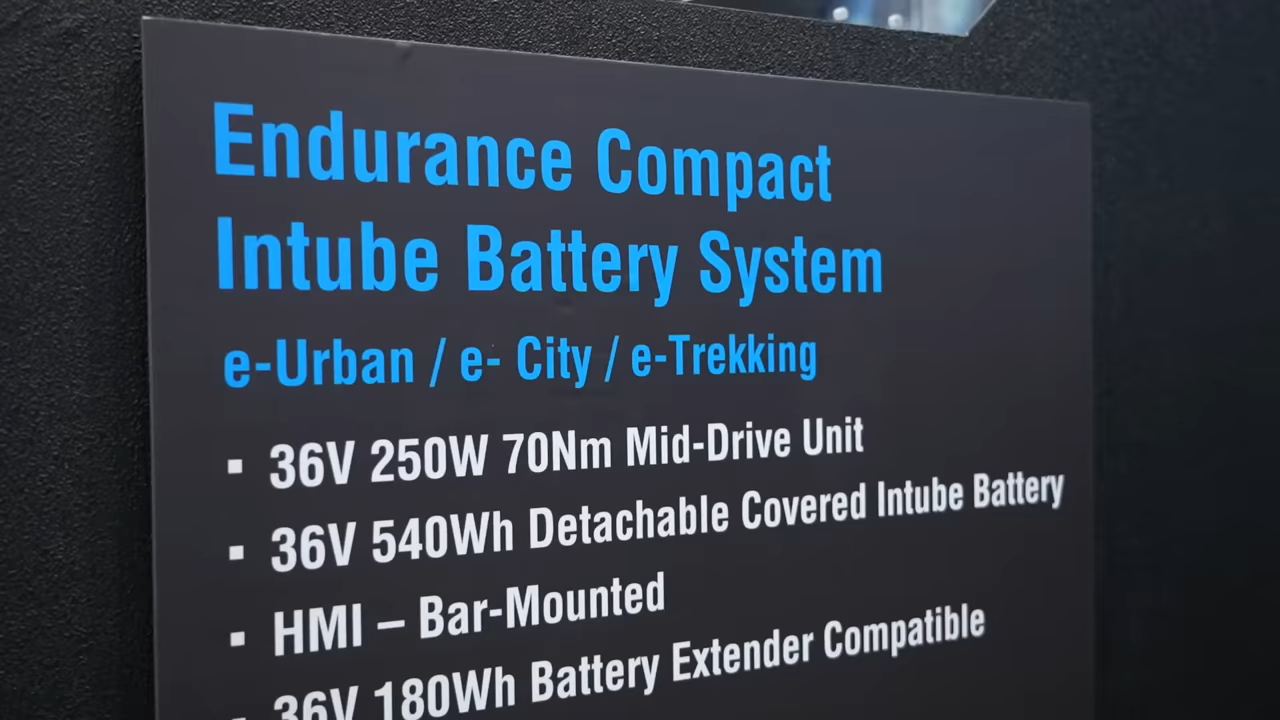 Endurance Compact
Intube Battery System
e-Urban / e- City / e-Trekking
▪ 36V 250W 70Nm Mid-Drive Unit
▪ 36V 540Wh Detachable Covered Intube Battery
▪ HMI – Bar-Mounted
▪ 36V 180Wh Battery Extender Compatible